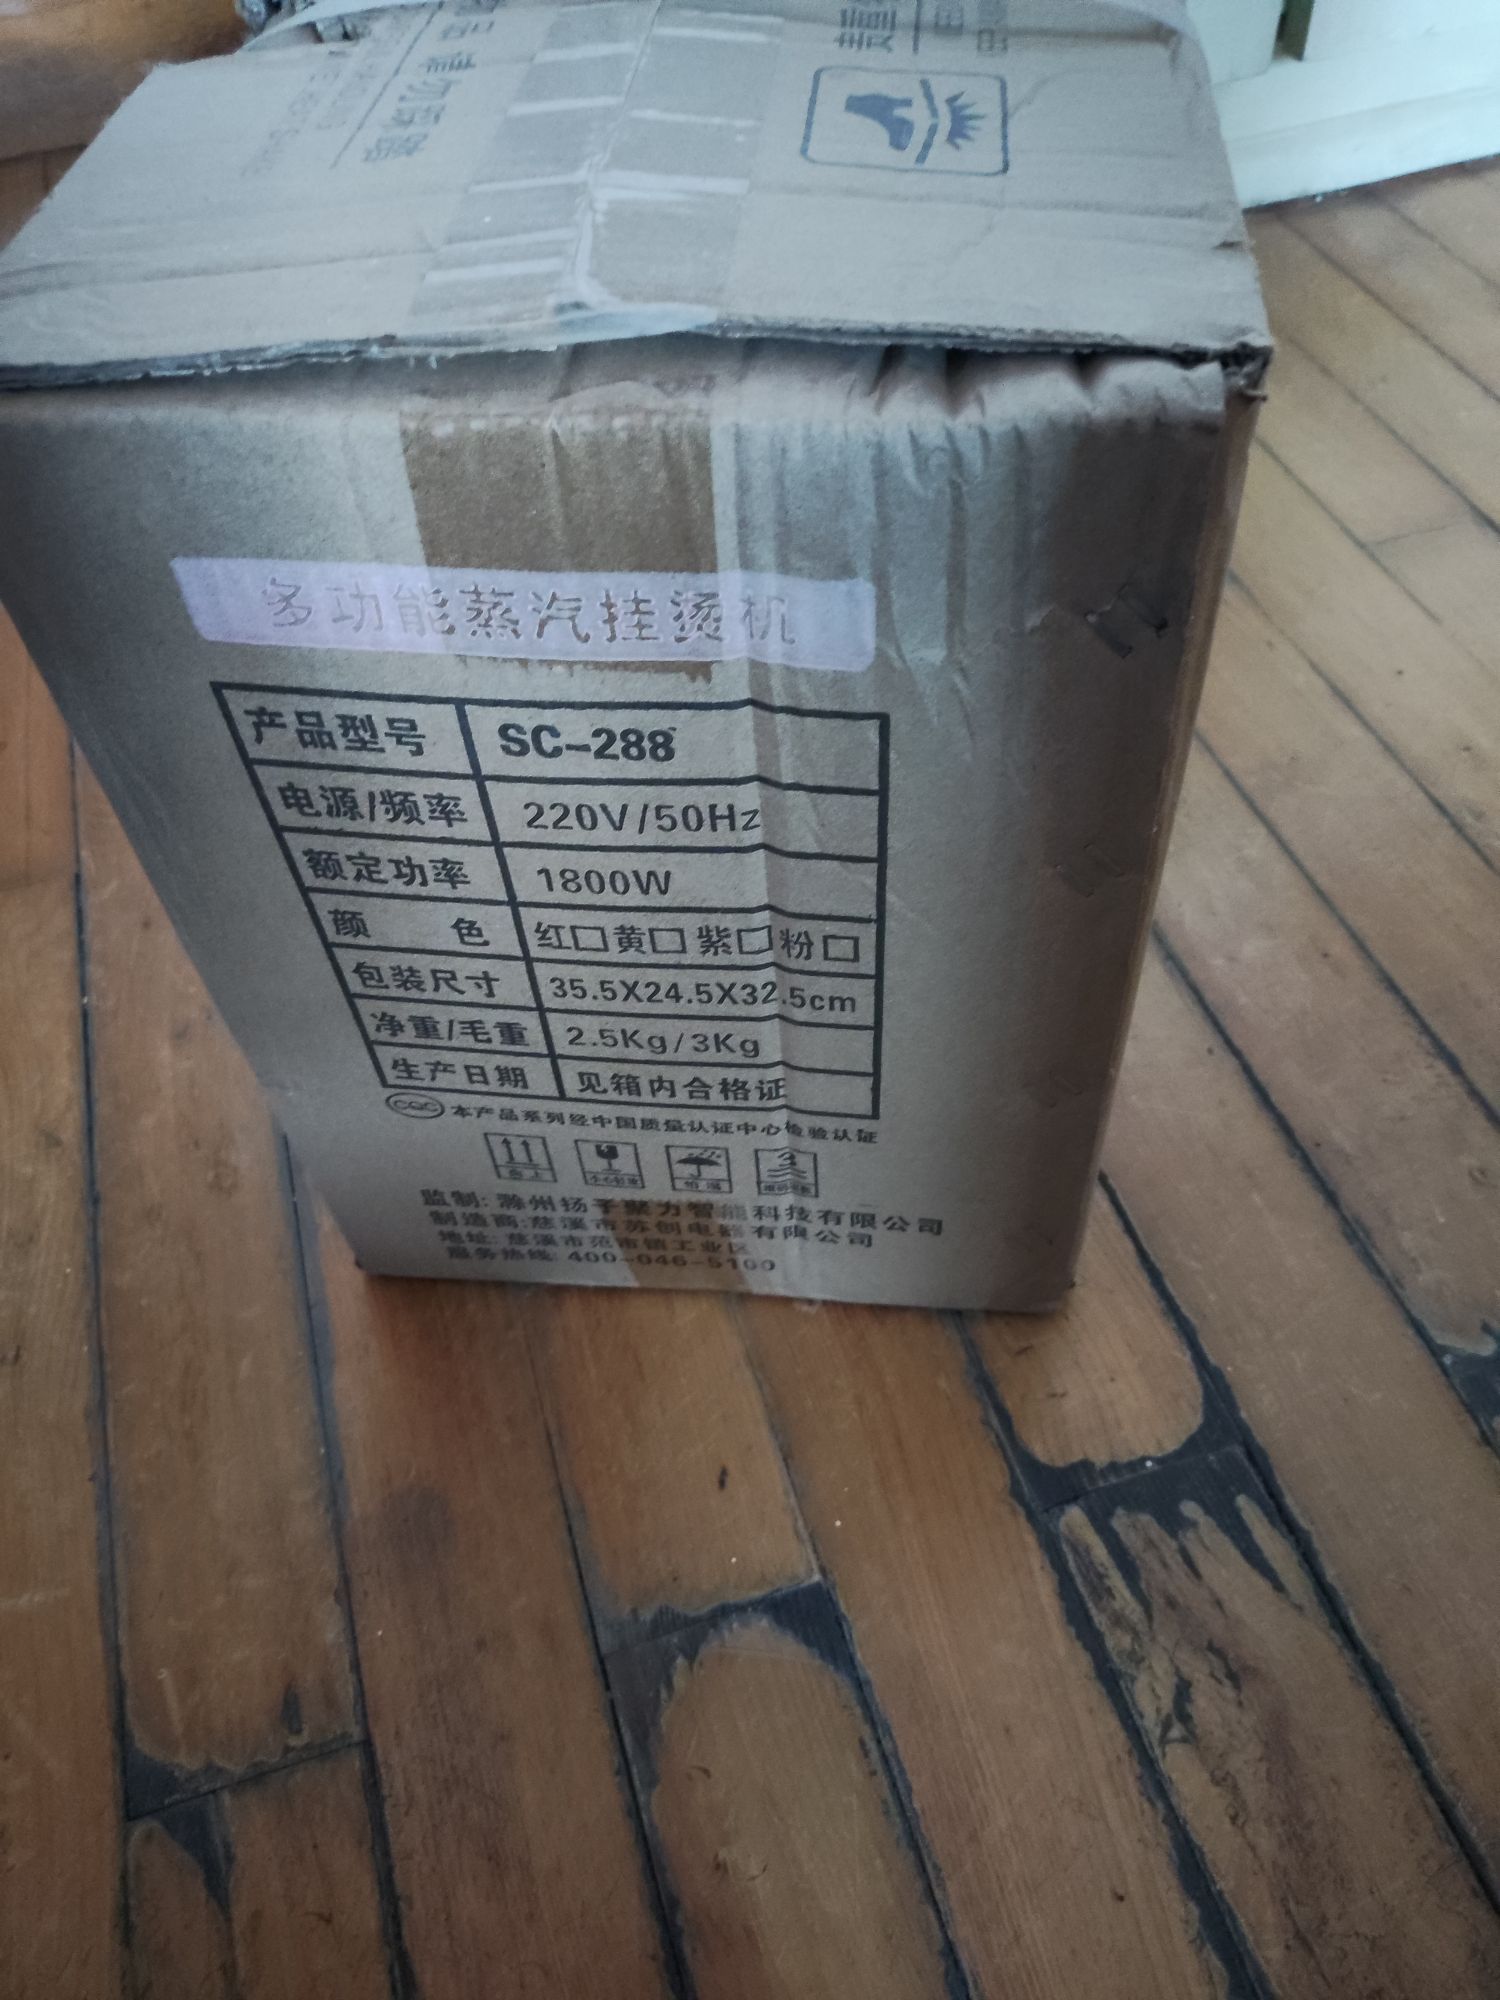 勿踩踏
多功能蒸汽挂烫机
产品型号 SC-288
电源/频率 220V/50Hz
额定功率 1800W
颜 色 红□黄□紫□粉□
包装尺寸 35.5X24.5X32.5cm
净重/毛重 2.5Kg/3Kg
生产日期 见箱内合格证
CQC 本产品系列经中国质量认证中心检验认证
向上
监制: 滁州扬子聚力智能科技有限公司
制造商:慈溪市苏创电器有限公司
地址: 慈溪市范市镇工业区
服务热线: 400-046-5100